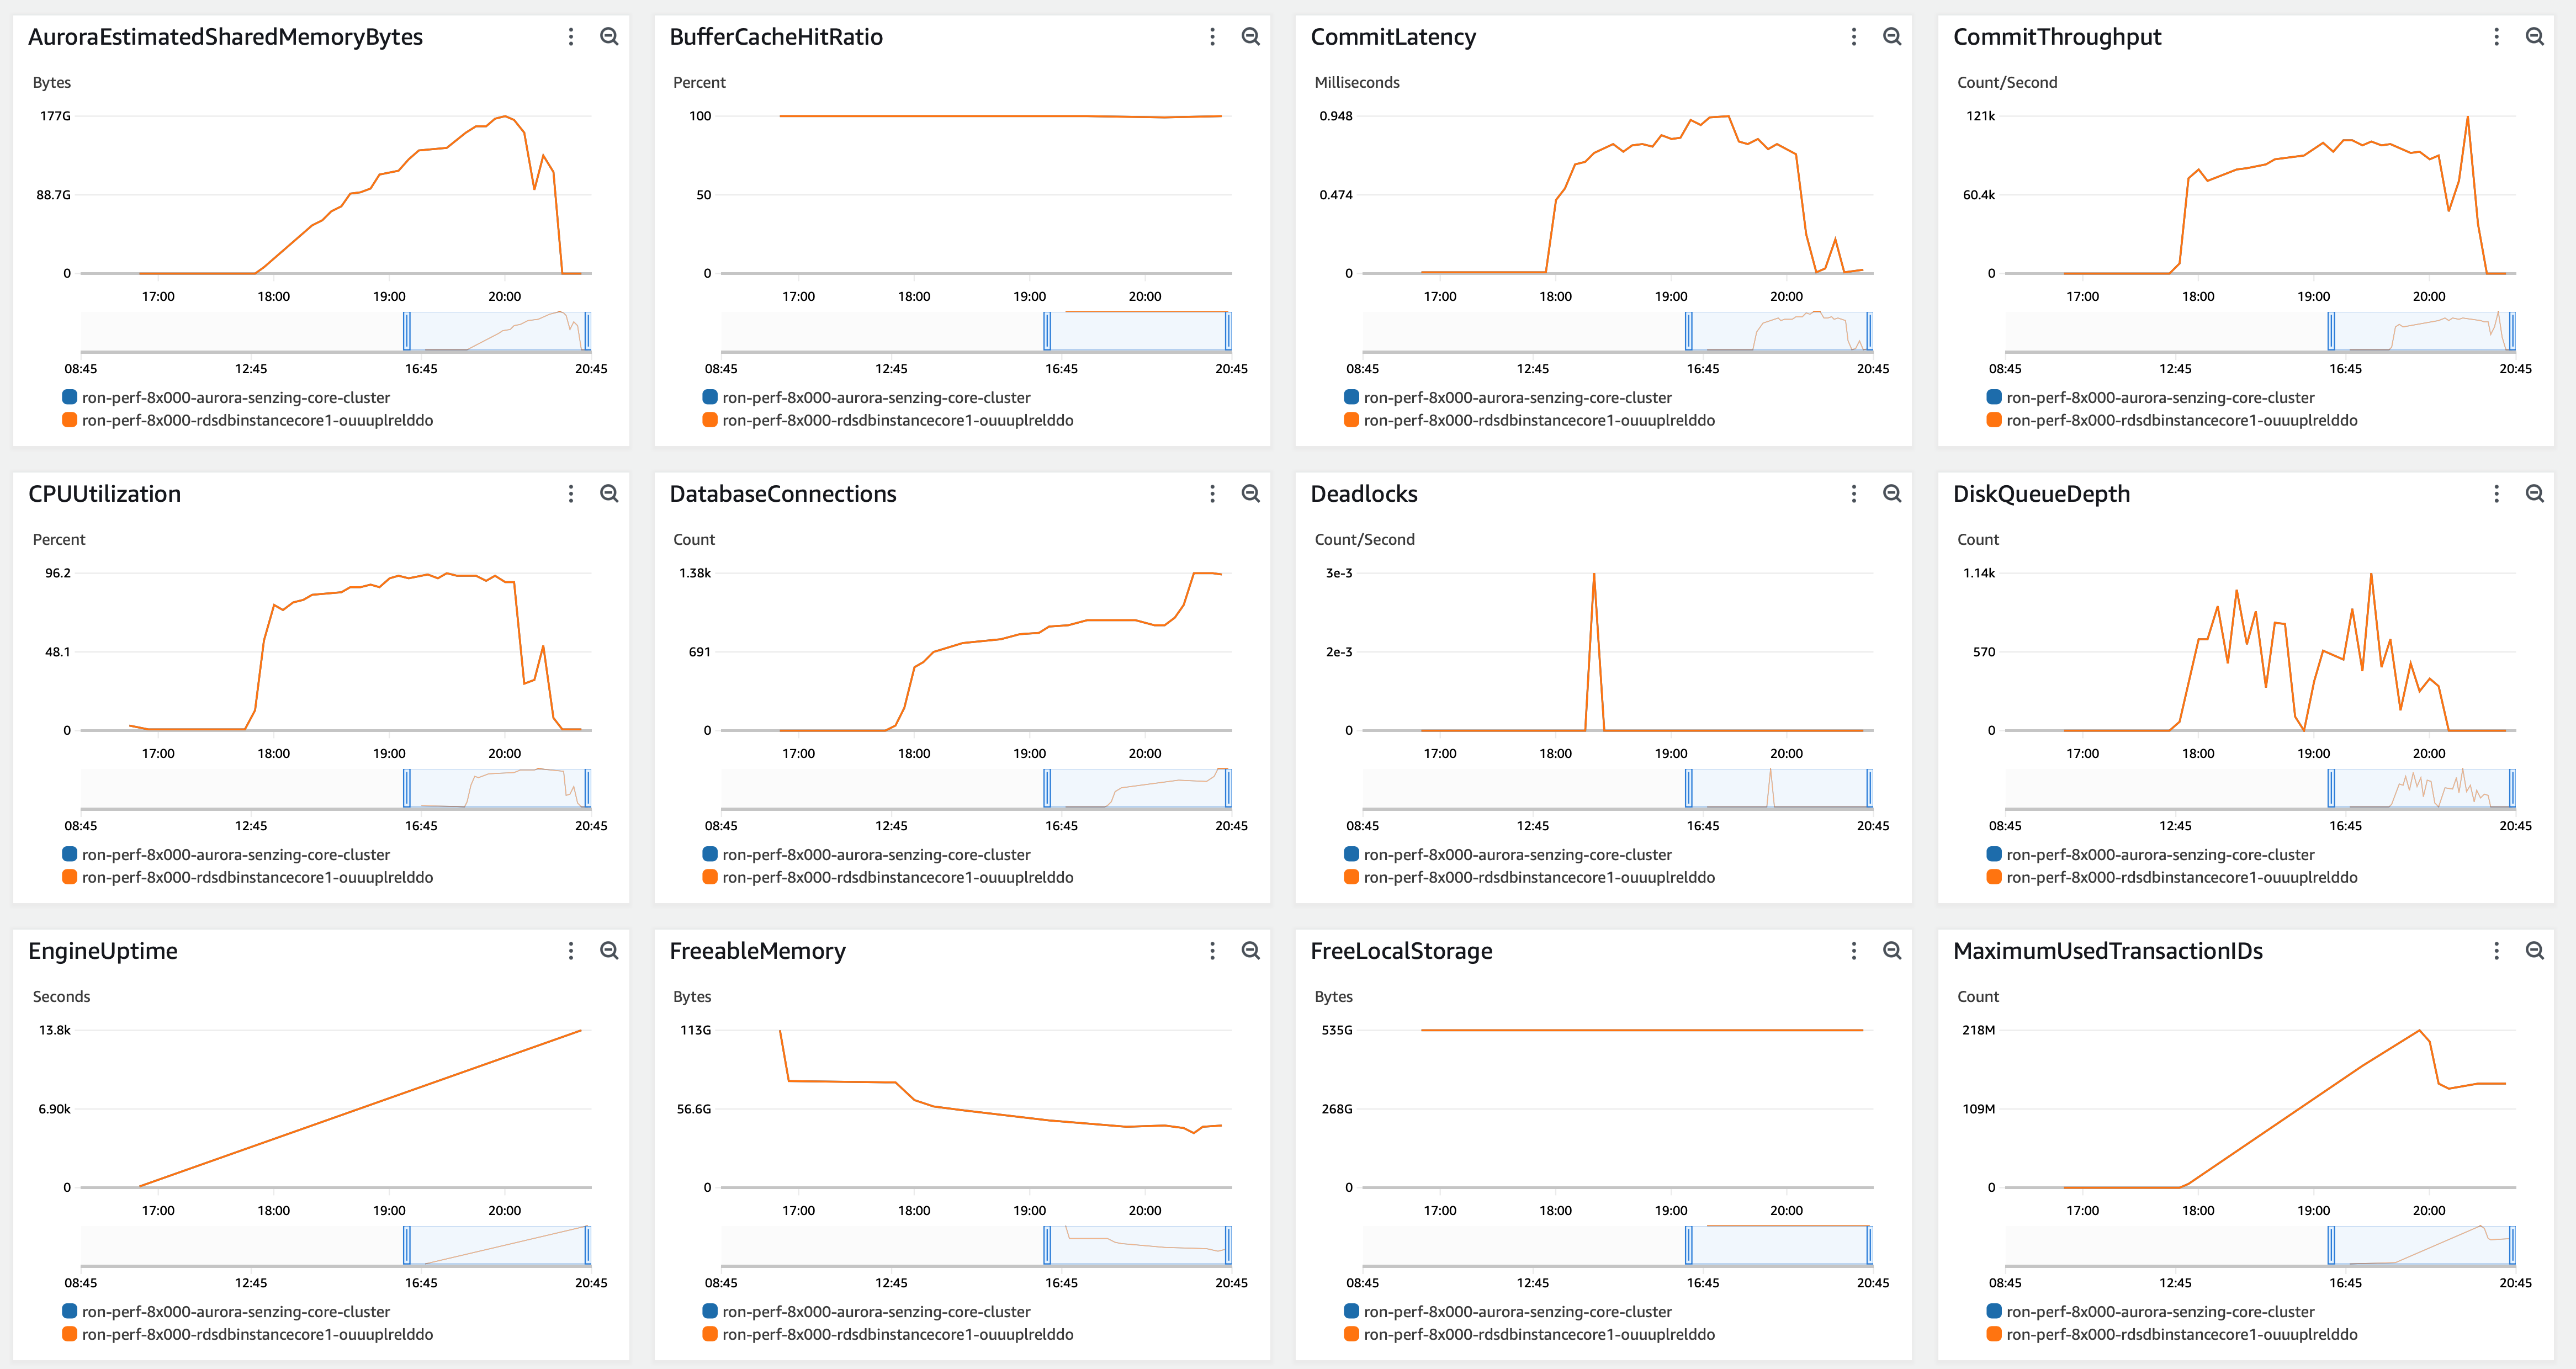 AuroraEstimatedSharedMemoryBytes
Bytes
177G
88.7G
0
17:00 18:00 19:00 20:00
08:45 12:45 16:45 20:45
ron-perf-8x000-aurora-senzing-core-cluster
ron-perf-8x000-rdsdbinstancecore1-ouuuplrelddo
BufferCacheHitRatio
Percent
100
50
0
17:00 18:00 19:00 20:00
08:45 12:45 16:45 20:45
ron-perf-8x000-aurora-senzing-core-cluster
ron-perf-8x000-rdsdbinstancecore1-ouuuplrelddo
CommitLatency
Milliseconds
0.948
0.474
0
17:00 18:00 19:00 20:00
08:45 12:45 16:45 20:45
ron-perf-8x000-aurora-senzing-core-cluster
ron-perf-8x000-rdsdbinstancecore1-ouuuplrelddo
CommitThroughput
Count/Second
121k
60.4k
0
17:00 18:00 19:00 20:00
08:45 12:45 16:45 20:45
ron-perf-8x000-aurora-senzing-core-cluster
ron-perf-8x000-rdsdbinstancecore1-ouuuplrelddo
CPUUtilization
Percent
96.2
48.1
0
17:00 18:00 19:00 20:00
08:45 12:45 16:45 20:45
ron-perf-8x000-aurora-senzing-core-cluster
ron-perf-8x000-rdsdbinstancecore1-ouuuplrelddo
DatabaseConnections
Count
1.38k
691
0
17:00 18:00 19:00 20:00
08:45 12:45 16:45 20:45
ron-perf-8x000-aurora-senzing-core-cluster
ron-perf-8x000-rdsdbinstancecore1-ouuuplrelddo
Deadlocks
Count/Second
3e-3
2e-3
0
17:00 18:00 19:00 20:00
08:45 12:45 16:45 20:45
ron-perf-8x000-aurora-senzing-core-cluster
ron-perf-8x000-rdsdbinstancecore1-ouuuplrelddo
DiskQueueDepth
Count
1.14k
570
0
17:00 18:00 19:00 20:00
08:45 12:45 16:45 20:45
ron-perf-8x000-aurora-senzing-core-cluster
ron-perf-8x000-rdsdbinstancecore1-ouuuplrelddo
EngineUptime
Seconds
13.8k
6.90k
0
17:00 18:00 19:00 20:00
08:45 12:45 16:45 20:45
ron-perf-8x000-aurora-senzing-core-cluster
ron-perf-8x000-rdsdbinstancecore1-ouuuplrelddo
FreeableMemory
Bytes
113G
56.6G
0
17:00 18:00 19:00 20:00
08:45 12:45 16:45 20:45
ron-perf-8x000-aurora-senzing-core-cluster
ron-perf-8x000-rdsdbinstancecore1-ouuuplrelddo
FreeLocalStorage
Bytes
535G
268G
0
17:00 18:00 19:00 20:00
08:45 12:45 16:45 20:45
ron-perf-8x000-aurora-senzing-core-cluster
ron-perf-8x000-rdsdbinstancecore1-ouuuplrelddo
MaximumUsedTransactionIDs
Count
218M
109M
0
17:00 18:00 19:00 20:00
08:45 12:45 16:45 20:45
ron-perf-8x000-aurora-senzing-core-cluster
ron-perf-8x000-rdsdbinstancecore1-ouuuplrelddo